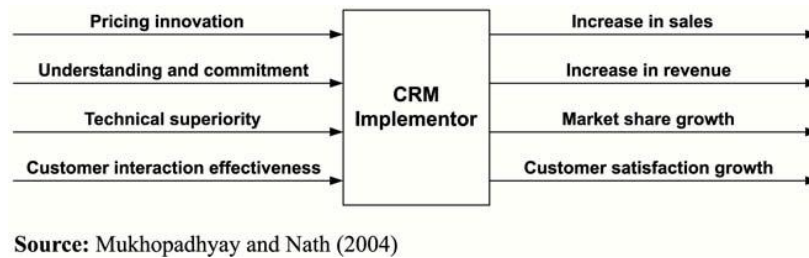 Pricing innovation
Understanding and commitment
Technical superiority
Customer interaction effectiveness
CRM
Implementor
Increase in sales
Increase in revenue
Market share growth
Customer satisfaction growth
Source: Mukhopadhyay and Nath (2004)